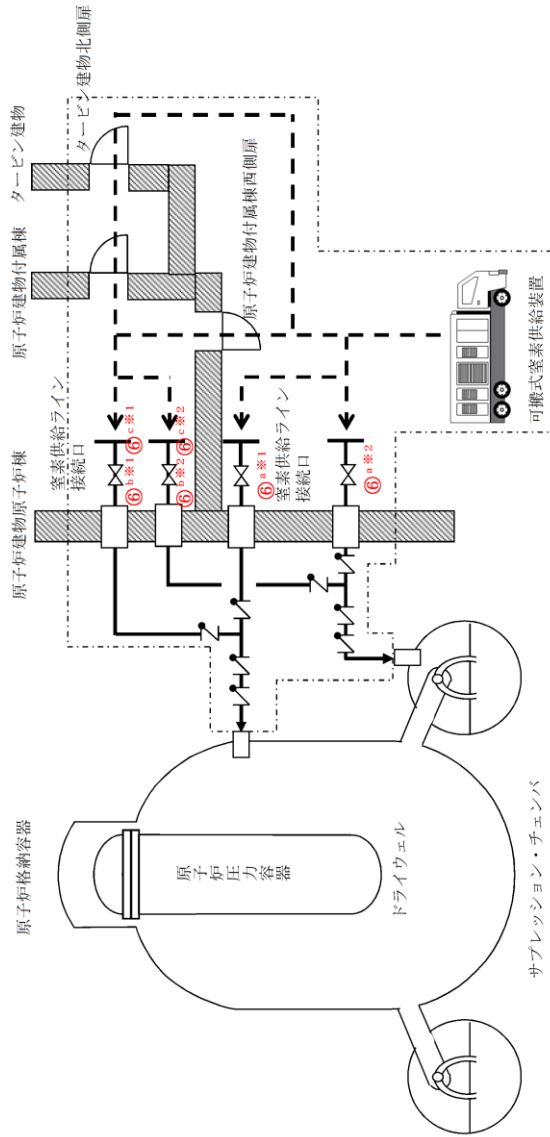 原子炉格納容器
原子炉建物原子炉棟
原子炉建物付属棟
タービン建物
タービン建物北側扉
窒素供給ライン
接続口
⑥b※1
⑥c※1
⑥b※2
⑥c※2
原子炉建物付属棟西側扉
⑥a※1
窒素供給ライン
接続口
⑥a※2
原子炉圧力容器
ドライウェル
サプレッション・チェンバ
可搬式窒素供給装置